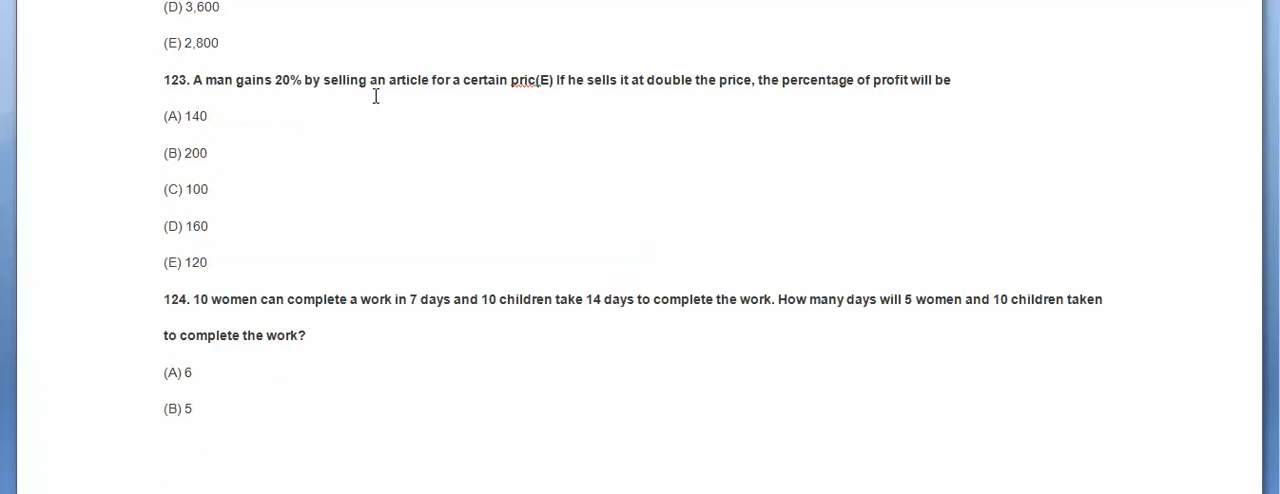 (D) 3,600
(E) 2,800
123. A man gains 20% by selling an article for a certain pric(E) If he sells it at double the price, the percentage of profit will be
(A) 140
(B) 200
(C) 100
(D) 160
(E) 120
124. 10 women can complete a work in 7 days and 10 children take 14 days to complete the work. How many days will 5 women and 10 children taken
to complete the work?
(A) 6
(B) 5